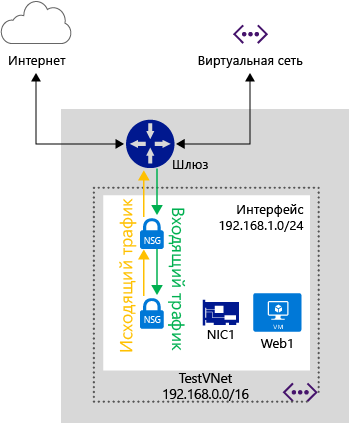 Интернет
Виртуальная сеть
Шлюз
Исходящий трафик
Входящий трафик
Интерфейс
192.168.1.0/24
NSG
NSG
NIC1
VM
Web1
TestVNet
192.168.0.0/16